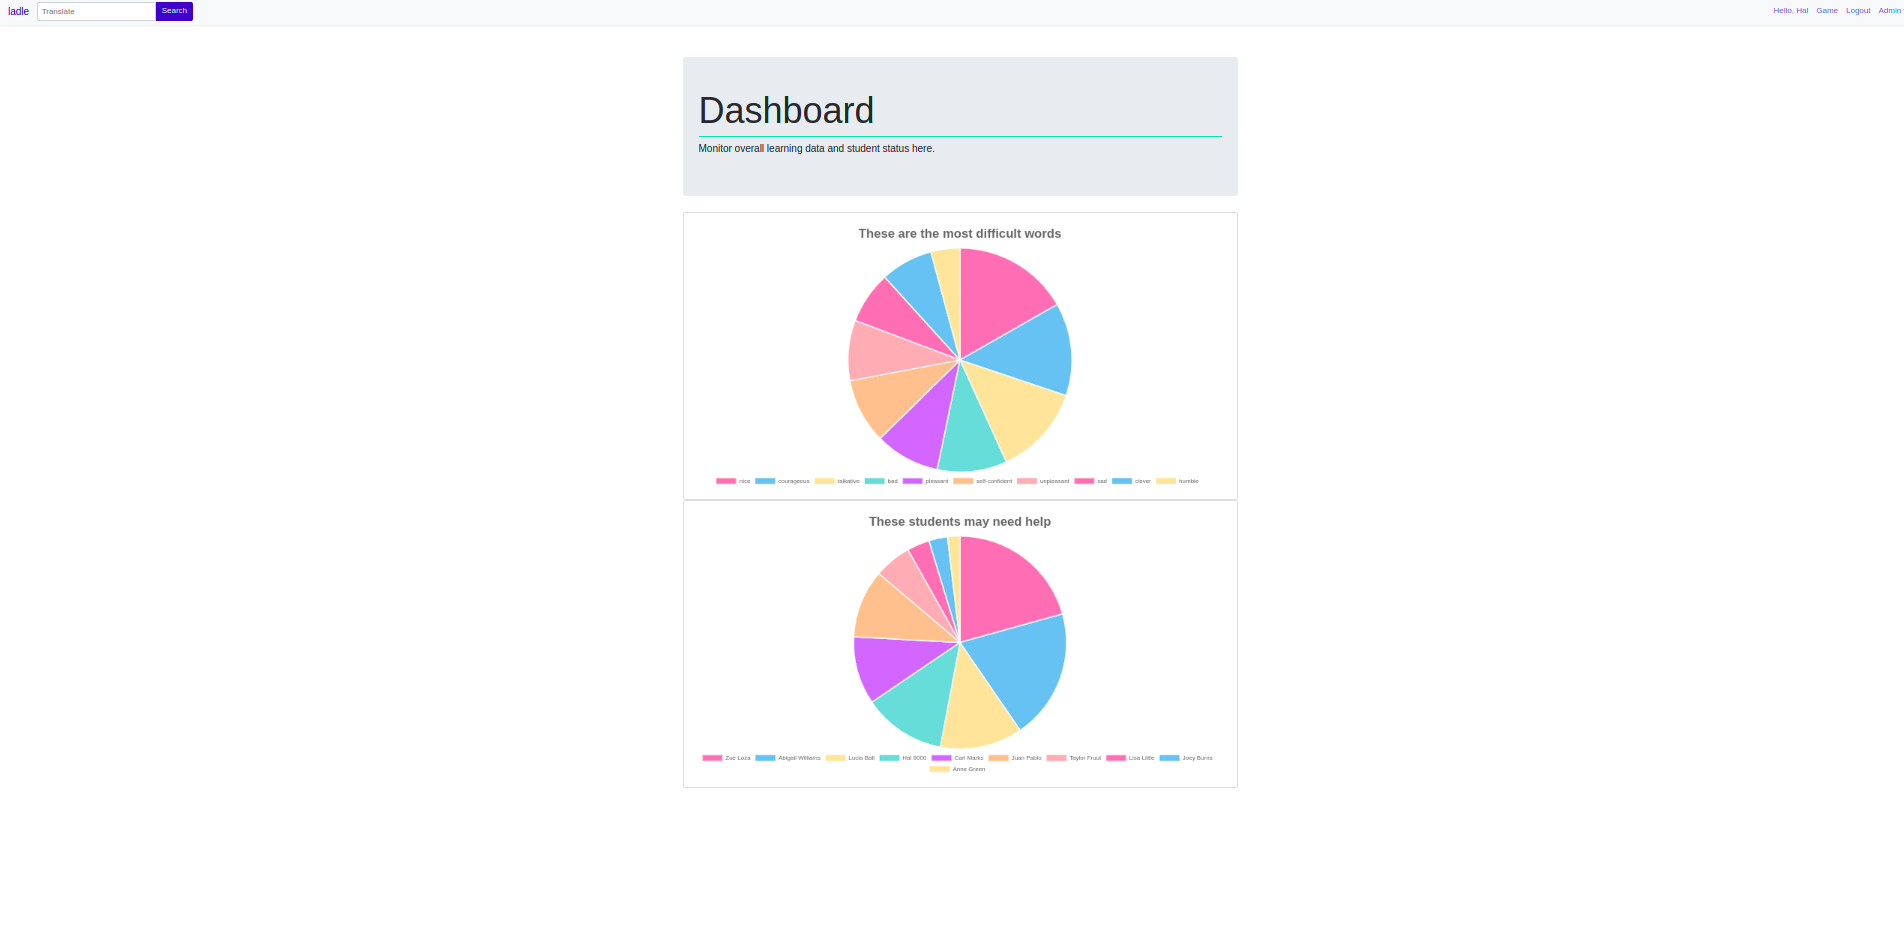 ladle Translate Search Hello, Hal Game Logout Admin
Dashboard
Monitor overall learning data and student status here.
These are the most difficult words
nice courageous talkative bad pleasant self-confident unpleasant sad clever humble
These students may need help
Zoe Loza Abigail Williams Lucia Ball Hal 9000 Carl Marks Juan Pablo Taylor Fruud Lisa Little Joey Burns
Anne Green